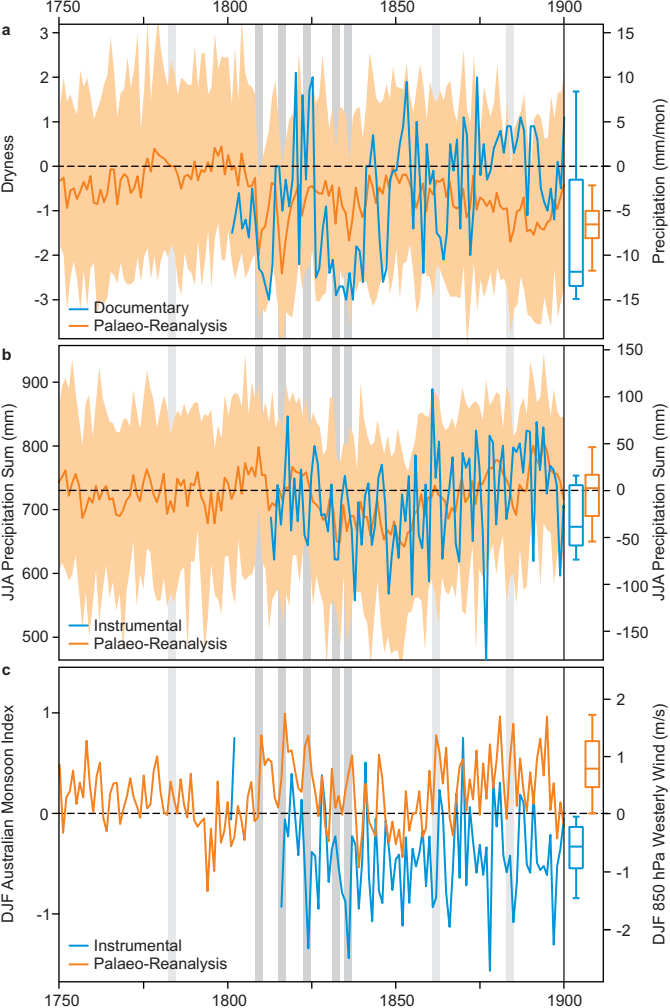 1750 1800 1850 1900
a
3
2
1
0
-1
-2
-3
Dryness
15
10
5
0
-5
-10
-15
Precipitation (mm/mon)
Documentary
Palaeo-Reanalysis
b
900
800
700
600
500
JJA Precipitation Sum (mm)
150
100
50
0
-50
-100
-150
JJA Precipitation Sum (mm)
Instrumental
Palaeo-Reanalysis
c
1
0
-1
DJF Australian Monsoon Index
2
1
0
-1
-2
DJF 850 hPa Westerly Wind (m/s)
Instrumental
Palaeo-Reanalysis
1750 1800 1850 1900